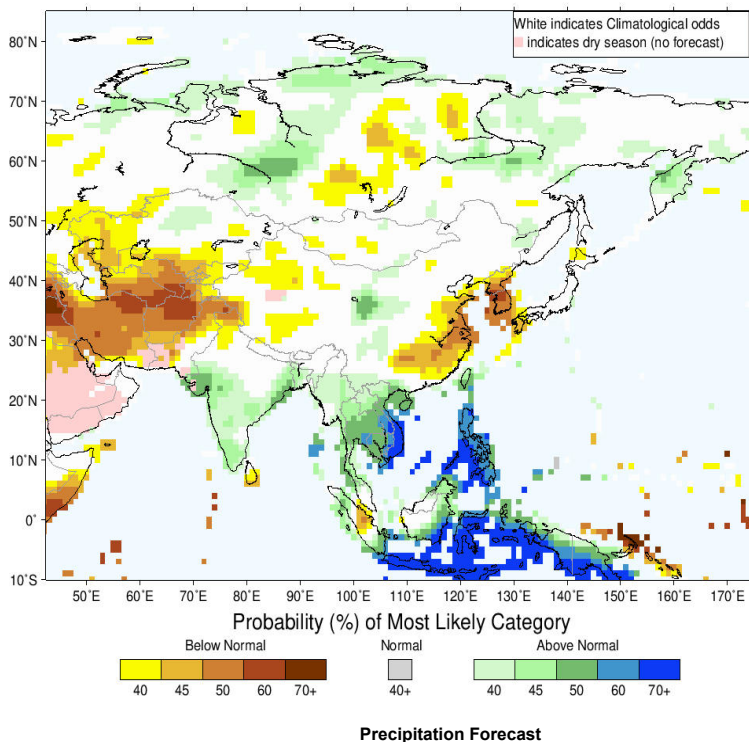 White indicates Climatological odds
indicates dry season (no forecast)
80°N
70°N
60°N
50°N
40°N
30°N
20°N
10°N
0°
10°S
50°E
60°E
70°E
80°E
90°E
100°E
110°E
120°E
130°E
140°E
150°E
160°E
170°E
Probability (%) of Most Likely Category
Below Normal Normal Above Normal
40 45 50 60 70+ 40+ 40 45 50 60 70+
Precipitation Forecast